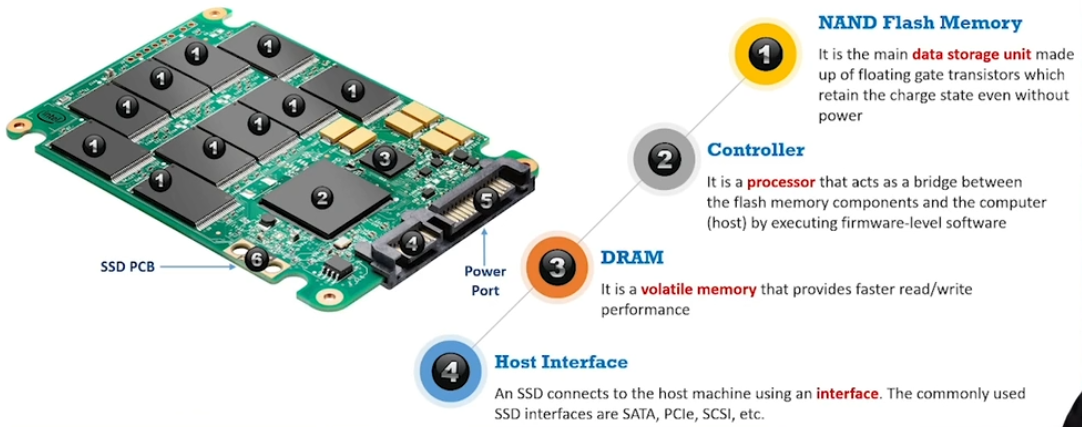 1
1
1
1
1
1
1
1
1
1
intel
2
3
4
5
6
SSD PCB
Power
Port
1
NAND Flash Memory
It is the main data storage unit made
up of floating gate transistors which
retain the charge state even without
power
2
Controller
It is a processor that acts as a bridge between
the flash memory components and the computer
(host) by executing firmware-level software
3
DRAM
It is a volatile memory that provides faster read/write
performance
4
Host Interface
An SSD connects to the host machine using an interface. The commonly used
SSD interfaces are SATA, PCIe, SCSI, etc.